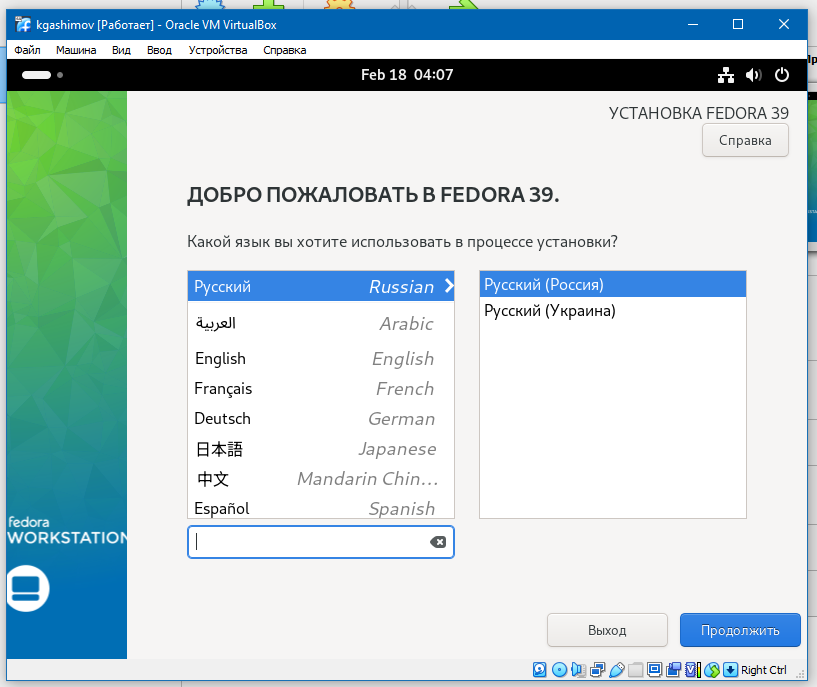 kgashimov [Работает] - Oracle VM VirtualBox
Файл Машина Вид Ввод Устройства Справка
Feb 18 04:07
УСТАНОВКА FEDORA 39
Справка
ДОБРО ПОЖАЛОВАТЬ В FEDORA 39.
Какой язык вы хотите использовать в процессе установки?
Русский Russian
العربية Arabic
English English
Français French
Deutsch German
日本語 Japanese
中文 Mandarin Chin...
Español Spanish
Русский (Россия)
Русский (Украина)
fedora
WORKSTATION
Выход
Продолжить
Right Ctrl